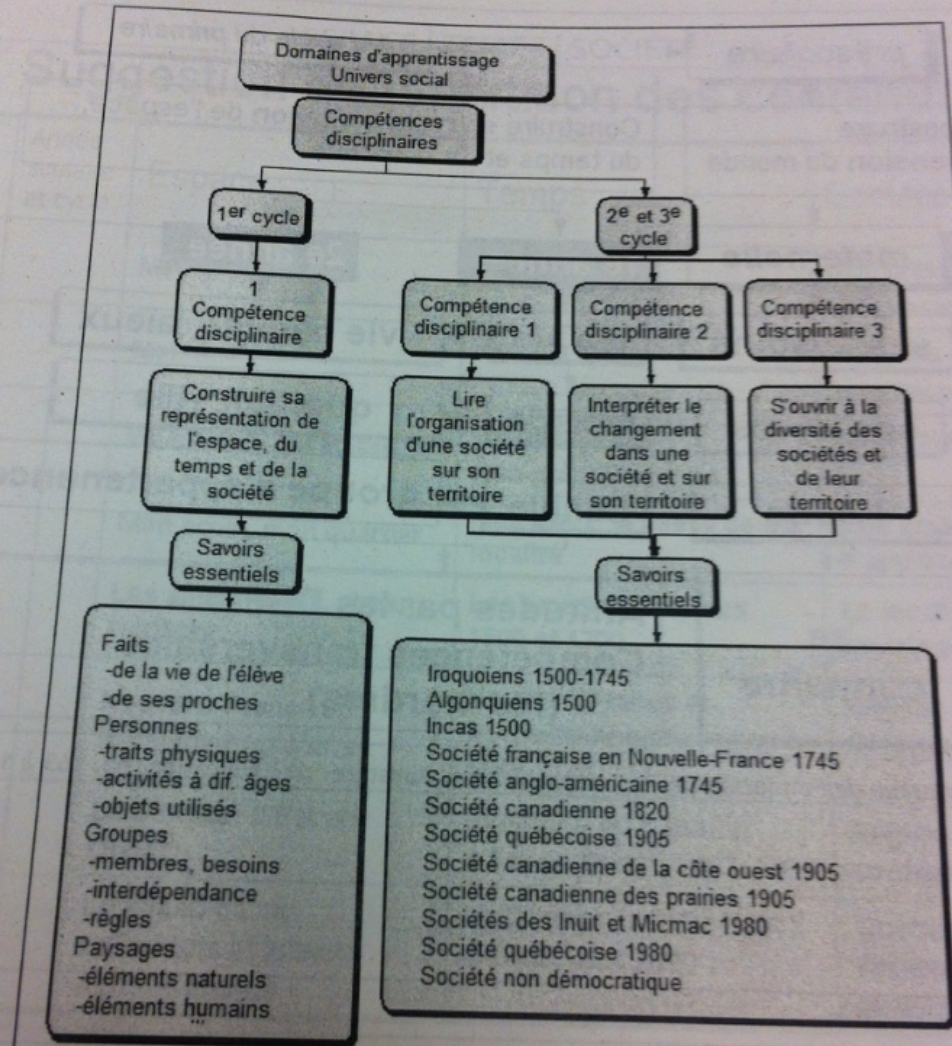 Domaines d'apprentissage
Univers social
Compétences
disciplinaires
1er cycle
1
Compétence
disciplinaire
Construire sa
représentation de
l'espace, du
temps et de la
société
Savoirs
essentiels
Faits
-de la vie de l'élève
-de ses proches
Personnes
-traits physiques
-activités à dif. âges
-objets utilisés
Groupes
-membres, besoins
-interdépendance
-règles
Paysages
-éléments naturels
-éléments humains
...
2e et 3e
cycle
Compétence
disciplinaire 1
Lire
l'organisation
d'une société
sur son
territoire
Compétence
disciplinaire 2
Interpréter le
changement
dans une
société et sur
son territoire
Compétence
disciplinaire 3
S'ouvrir à la
diversité des
sociétés et
de leur
territoire
Savoirs
essentiels
Iroquoiens 1500-1745
Algonquiens 1500
Incas 1500
Société française en Nouvelle-France 1745
Société anglo-américaine 1745
Société canadienne 1820
Société québécoise 1905
Société canadienne de la côte ouest 1905
Société canadienne des prairies 1905
Sociétés des Inuit et Micmac 1980
Société québécoise 1980
Société non démocratique